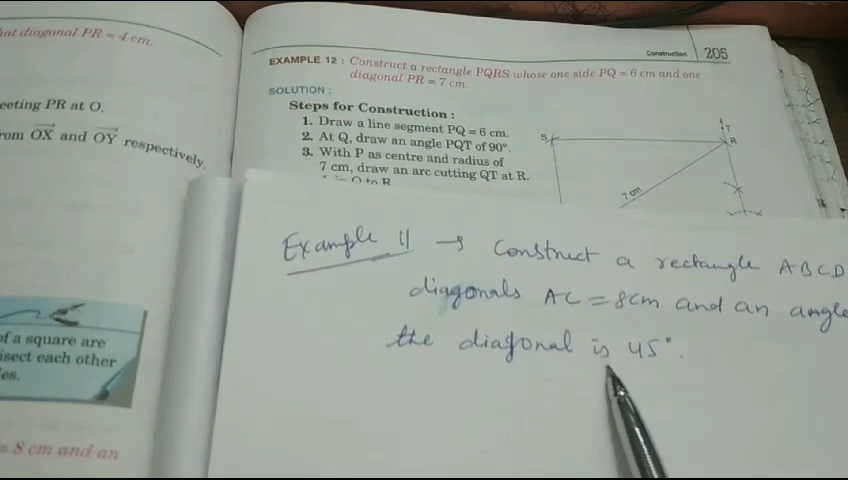 hat diagonal PR = 4 cm.
eeting PR at O.
rom OX and OY respectively.
of a square are
isect each other
es.
= 8 cm and an
Construction 205
EXAMPLE 12 : Construct a rectangle PQRS whose one side PQ = 6 cm and one
diagonal PR = 7 cm.
SOLUTION :
Steps for Construction :
1. Draw a line segment PQ = 6 cm.
2. At Q, draw an angle PQT of 90°.
3. With P as centre and radius of
7 cm, draw an arc cutting QT at R.
S
T
R
7 cm
Example 11 → Construct a rectangle ABCD
diagonals AC = 8cm and an angle
the diagonal is 45°.